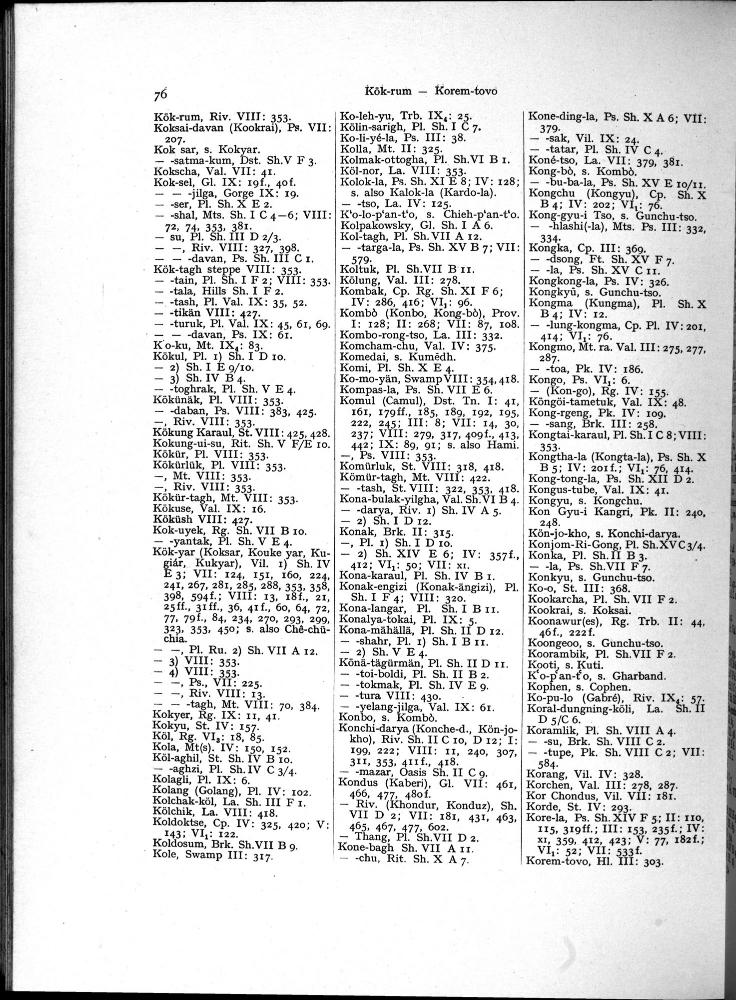 76
Kök-rum — Korem-tovo
Kök-rum, Riv. VIII: 353.
Koksai-davan (Kookrai), Ps. VII:
207.
Kok sar, s. Kokyar.
— -satma-kum, Dst. Sh.V F 3.
Kokscha, Val. VII: 41.
Kok-sel, Gl. IX: 19f., 40f.
— — -jilga, Gorge IX: 19.
— -ser, Pl. Sh. X E 2.
— -shal, Mts. Sh. I C 4—6; VIII:
72, 74, 353, 381.
— su, Pl. Sh. III D 2/3.
— —, Riv. VIII: 327, 398.
— — -davan, Ps. Sh. III C 1.
Kök-tagh steppe VIII: 353.
— -tain, Pl. Sh. I F 2; VIII: 353.
— -tala, Hills Sh. I F 2.
— -tash, Pl. Val. IX: 35, 52.
— -tikän VIII: 427.
— -turuk, Pl. Val. IX: 45, 61, 69.
— — -davan, Ps. IX: 61.
K'o-ku, Mt. IX₄: 83.
Kökul, Pl. 1) Sh. I D 10.
— 2) Sh. I E 9/10.
— 3) Sh. IV B 4.
— -toghrak, Pl. Sh. V E 4.
Kökünäk, Pl. VIII: 353.
— -daban, Ps. VIII: 383, 425.
—, Riv. VIII: 353.
Kökung Karaul, St. VIII: 425, 428.
Kokung-ui-su, Rit. Sh. V F/E 10.
Kökür, Pl. VIII: 353.
Kökürlük, Pl. VIII: 353.
—, Mt. VIII: 353.
—, Riv. VIII: 353.
Kökür-tagh, Mt. VIII: 353.
Kökuse, Val. IX: 16.
Köküsh VIII: 427.
Kok-uyek, Rg. Sh. VII B 10.
— -yantak, Pl. Sh. V E 4.
Kök-yar (Koksar, Kouke yar, Ku-
giár, Kukyar), Vil. 1) Sh. IV
E 3; VII: 124, 151, 160, 224,
241, 267, 281, 285, 288, 353, 358,
398, 594f.; VIII: 13, 18f., 21,
25ff., 31ff., 36, 41f., 60, 64, 72,
77, 79f., 84, 234, 270, 293, 299,
323, 353, 450; s. also Chê-chü-
chia.
— —, Pl. Ru. 2) Sh. VII A 12.
— 3) VIII: 353.
— 4) VIII: 353.
— —, Ps., VII: 225.
— —, Riv. VIII: 13.
— — -tagh, Mt. VIII: 70, 384.
Kokyer, Rg. IX: 11, 41.
Kokyu, St. IV: 157.
Köl, Rg. VI₂: 18, 85.
Kola, Mt(s). IV: 150, 152.
Köl-aghil, St. Sh. IV B 10.
— -aghzi, Pl. Sh. IV C 3/4.
Kolagli, Pl. IX: 6.
Kolang (Golang), Pl. IV: 102.
Kolchak-köl, La. Sh. III F 1.
Kölchik, La. VIII: 418.
Koldoktse, Cp. IV: 325, 420; V:
143; VI₁: 122.
Koldosum, Brk. Sh.VII B 9.
Kole, Swamp III: 317.
Ko-leh-yu, Trb. IX₄: 25.
Kölin-sarigh, Pl. Sh. I C 7.
Ko-li-yé-la, Ps. III: 38.
Kolla, Mt. II: 325.
Kolmak-ottogha, Pl. Sh.VI B 1.
Köl-nor, La. VIII: 353.
Kolok-la, Ps. Sh. XI E 8; IV: 128;
s. also Kalok-la (Kardo-la).
— -tso, La. IV: 125.
K'o-lo-p'an-t'o, s. Chieh-p'an-t'o.
Kolpakowsky, Gl. Sh. I A 6.
Kol-tagh, Pl. Sh. VII A 12.
— -targa-la, Ps. Sh. XV B 7; VII:
579.
Koltuk, Pl. Sh.VII B 11.
Kölung, Val. III: 278.
Kombak, Cp. Rg. Sh. XI F 6;
IV: 286, 416; VI₁: 96.
Kombò (Konbo, Kong-bò), Prov.
I: 128; II: 268; VII: 87, 108.
Kombo-rong-tso, La. III: 332.
Komcham-chu, Val. IV: 375.
Komedai, s. Kumêdh.
Komi, Pl. Sh. X E 4.
Ko-mo-yän, Swamp VIII: 354, 418.
Kompas-la, Ps. Sh. VII E 6.
Komul (Camul), Dst. Tn. I: 41,
161, 179ff., 185, 189, 192, 195,
222, 245; III: 8; VII: 14, 30,
237; VIII: 279, 317, 409f., 413,
442; IX: 89, 91; s. also Hami.
—, Ps. VIII: 353.
Komürluk, St. VIII: 318, 418.
Kömür-tagh, Mt. VIII: 422.
— -tash, St. VIII: 322, 353, 418.
Kona-bulak-yilgha, Val. Sh.VI B 4.
— -darya, Riv. 1) Sh. IV A 5.
— 2) Sh. I D 12.
Konak, Brk. II: 315.
—, Pl. 1) Sh. I D 10.
— 2) Sh. XIV E 6; IV: 357f.,
412; VI₁: 50; VII: XI.
Kona-karaul, Pl. Sh. IV B 1.
Konak-engizi (Konak-ängizi), Pl.
Sh. I F 4; VIII: 320.
Kona-langar, Pl. Sh. I B 11.
Konalya-tokai, Pl. IX: 5.
Kona-mähällä, Pl. Sh. II D 12.
— -shahr, Pl. 1) Sh. I B 11.
— 2) Sh. V E 4.
Könä-tägürmän, Pl. Sh. II D 11.
— -toi-boldi, Pl. Sh. II B 2.
— -tokmak, Pl. Sh. IV E 9.
— -tura VIII: 430.
— -yelang-jilga, Val. IX: 61.
Konbo, s. Kombò.
Konchi-darya (Konche-d., Kön-jo-
kho), Riv. Sh. II C 10, D 12; I:
199, 222; VIII: 11, 240, 307,
311, 353, 411f., 418.
— -mazar, Oasis Sh. II C 9.
Kondus (Kaberi), Gl. VII: 461,
466, 477, 480f.
— Riv. (Khondur, Konduz), Sh.
VII D 2; VII: 181, 431, 463,
465, 467, 477, 602.
— Thang, Pl. Sh.VII D 2.
Kone-bagh Sh. VII A 11.
— -chu, Rit. Sh. X A 7.
Kone-ding-la, Ps. Sh. X A 6; VII:
379.
— -sak, Vil. IX: 24.
— -tatar, Pl. Sh. IV C 4.
Koné-tso, La. VII: 379, 381.
Kong-bò, s. Kombò.
— -bu-ba-la, Ps. Sh. XV E 10/11.
Kongchu (Kongyu), Cp. Sh. X
B 4; IV: 202; VI₁: 76.
Kong-gyu-i Tso, s. Gunchu-tso.
— -hlashi(-la), Mts. Ps. III: 332,
334.
Kongka, Cp. III: 369.
— -dsong, Ft. Sh. XV F 7.
— -la, Ps. Sh. XV C 11.
Kongkong-la, Ps. IV: 326.
Kongkyü, s. Gunchu-tso.
Kongma (Kungma), Pl. Sh. X
B 4; IV: 12.
— -lung-kongma, Cp. Pl. IV: 201,
414; VI₁: 76.
Kongmo, Mt. ra. Val. III: 275, 277,
287.
— -toa, Pk. IV: 186.
Kongo, Ps. VI₁: 6.
— (Kon-go), Rg. IV: 155.
Köngöi-tametuk, Val. IX: 48.
Kong-rgeng, Pk. IV: 109.
— -sang, Brk. III: 258.
Kongtai-karaul, Pl. Sh. I C 8; VIII:
353.
Kongtha-la (Kongta-la), Ps. Sh. X
B 5; IV: 201f.; VI₁: 76, 414.
Kong-tong-la, Ps. Sh. XII D 2.
Kongus-tube, Val. IX: 41.
Kongyu, s. Kongchu.
Kon Gyu-i Kangri, Pk. II: 240,
248.
Kön-jo-kho, s. Konchi-darya.
Konjom-Ri-Gong, Pl. Sh.XV C 3/4.
Konka, Pl. Sh.II B 3.
— -la, Ps. Sh.VII F 7.
Konkyu, s. Gunchu-tso.
Ko-o, St. III: 368.
Kookarcha, Pl. Sh. VII F 2.
Kookrai, s. Koksai.
Koonawur(es), Rg. Trb. II: 44,
46f., 222f.
Koongeoo, s. Gunchu-tso.
Koorambik, Pl. Sh.VII F 2.
Kooti, s. Kuti.
K'o-p'an-t'o, s. Gharband.
Kophen, s. Cophen.
Ko-pu-lo (Gabré), Riv. IX₄: 57.
Koral-dungning-köli, La. Sh. II
D 5/C 6.
Koramlik, Pl. Sh. VIII A 4.
— -su, Brk. Sh. VIII C 2.
— -tupe, Pk. Sh. VIII C 2; VII:
584.
Korang, Vil. IV: 328.
Korchen, Val. III: 278, 287.
Kor Chondus, Vil. VII: 181.
Korde, St. IV: 293.
Kore-la, Ps. Sh. XIV F 5; II: 110,
115, 319ff.; III: 153, 235f.; IV:
XI, 359, 412, 423; V: 77, 182f.;
VI₁: 52; VII: 533f.
Korem-tovo, Hl. III: 303.